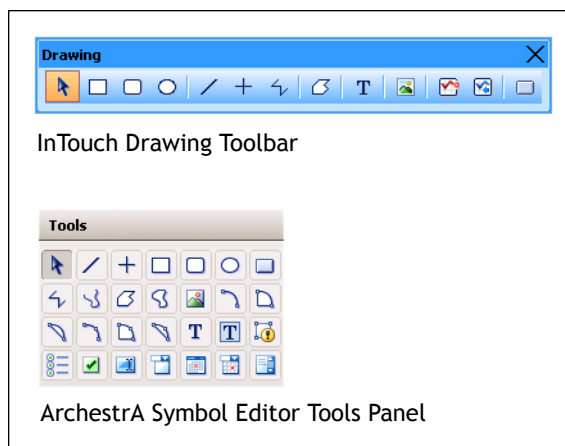 Drawing
T
InTouch Drawing Toolbar
Tools
T T
ArchestrA Symbol Editor Tools Panel